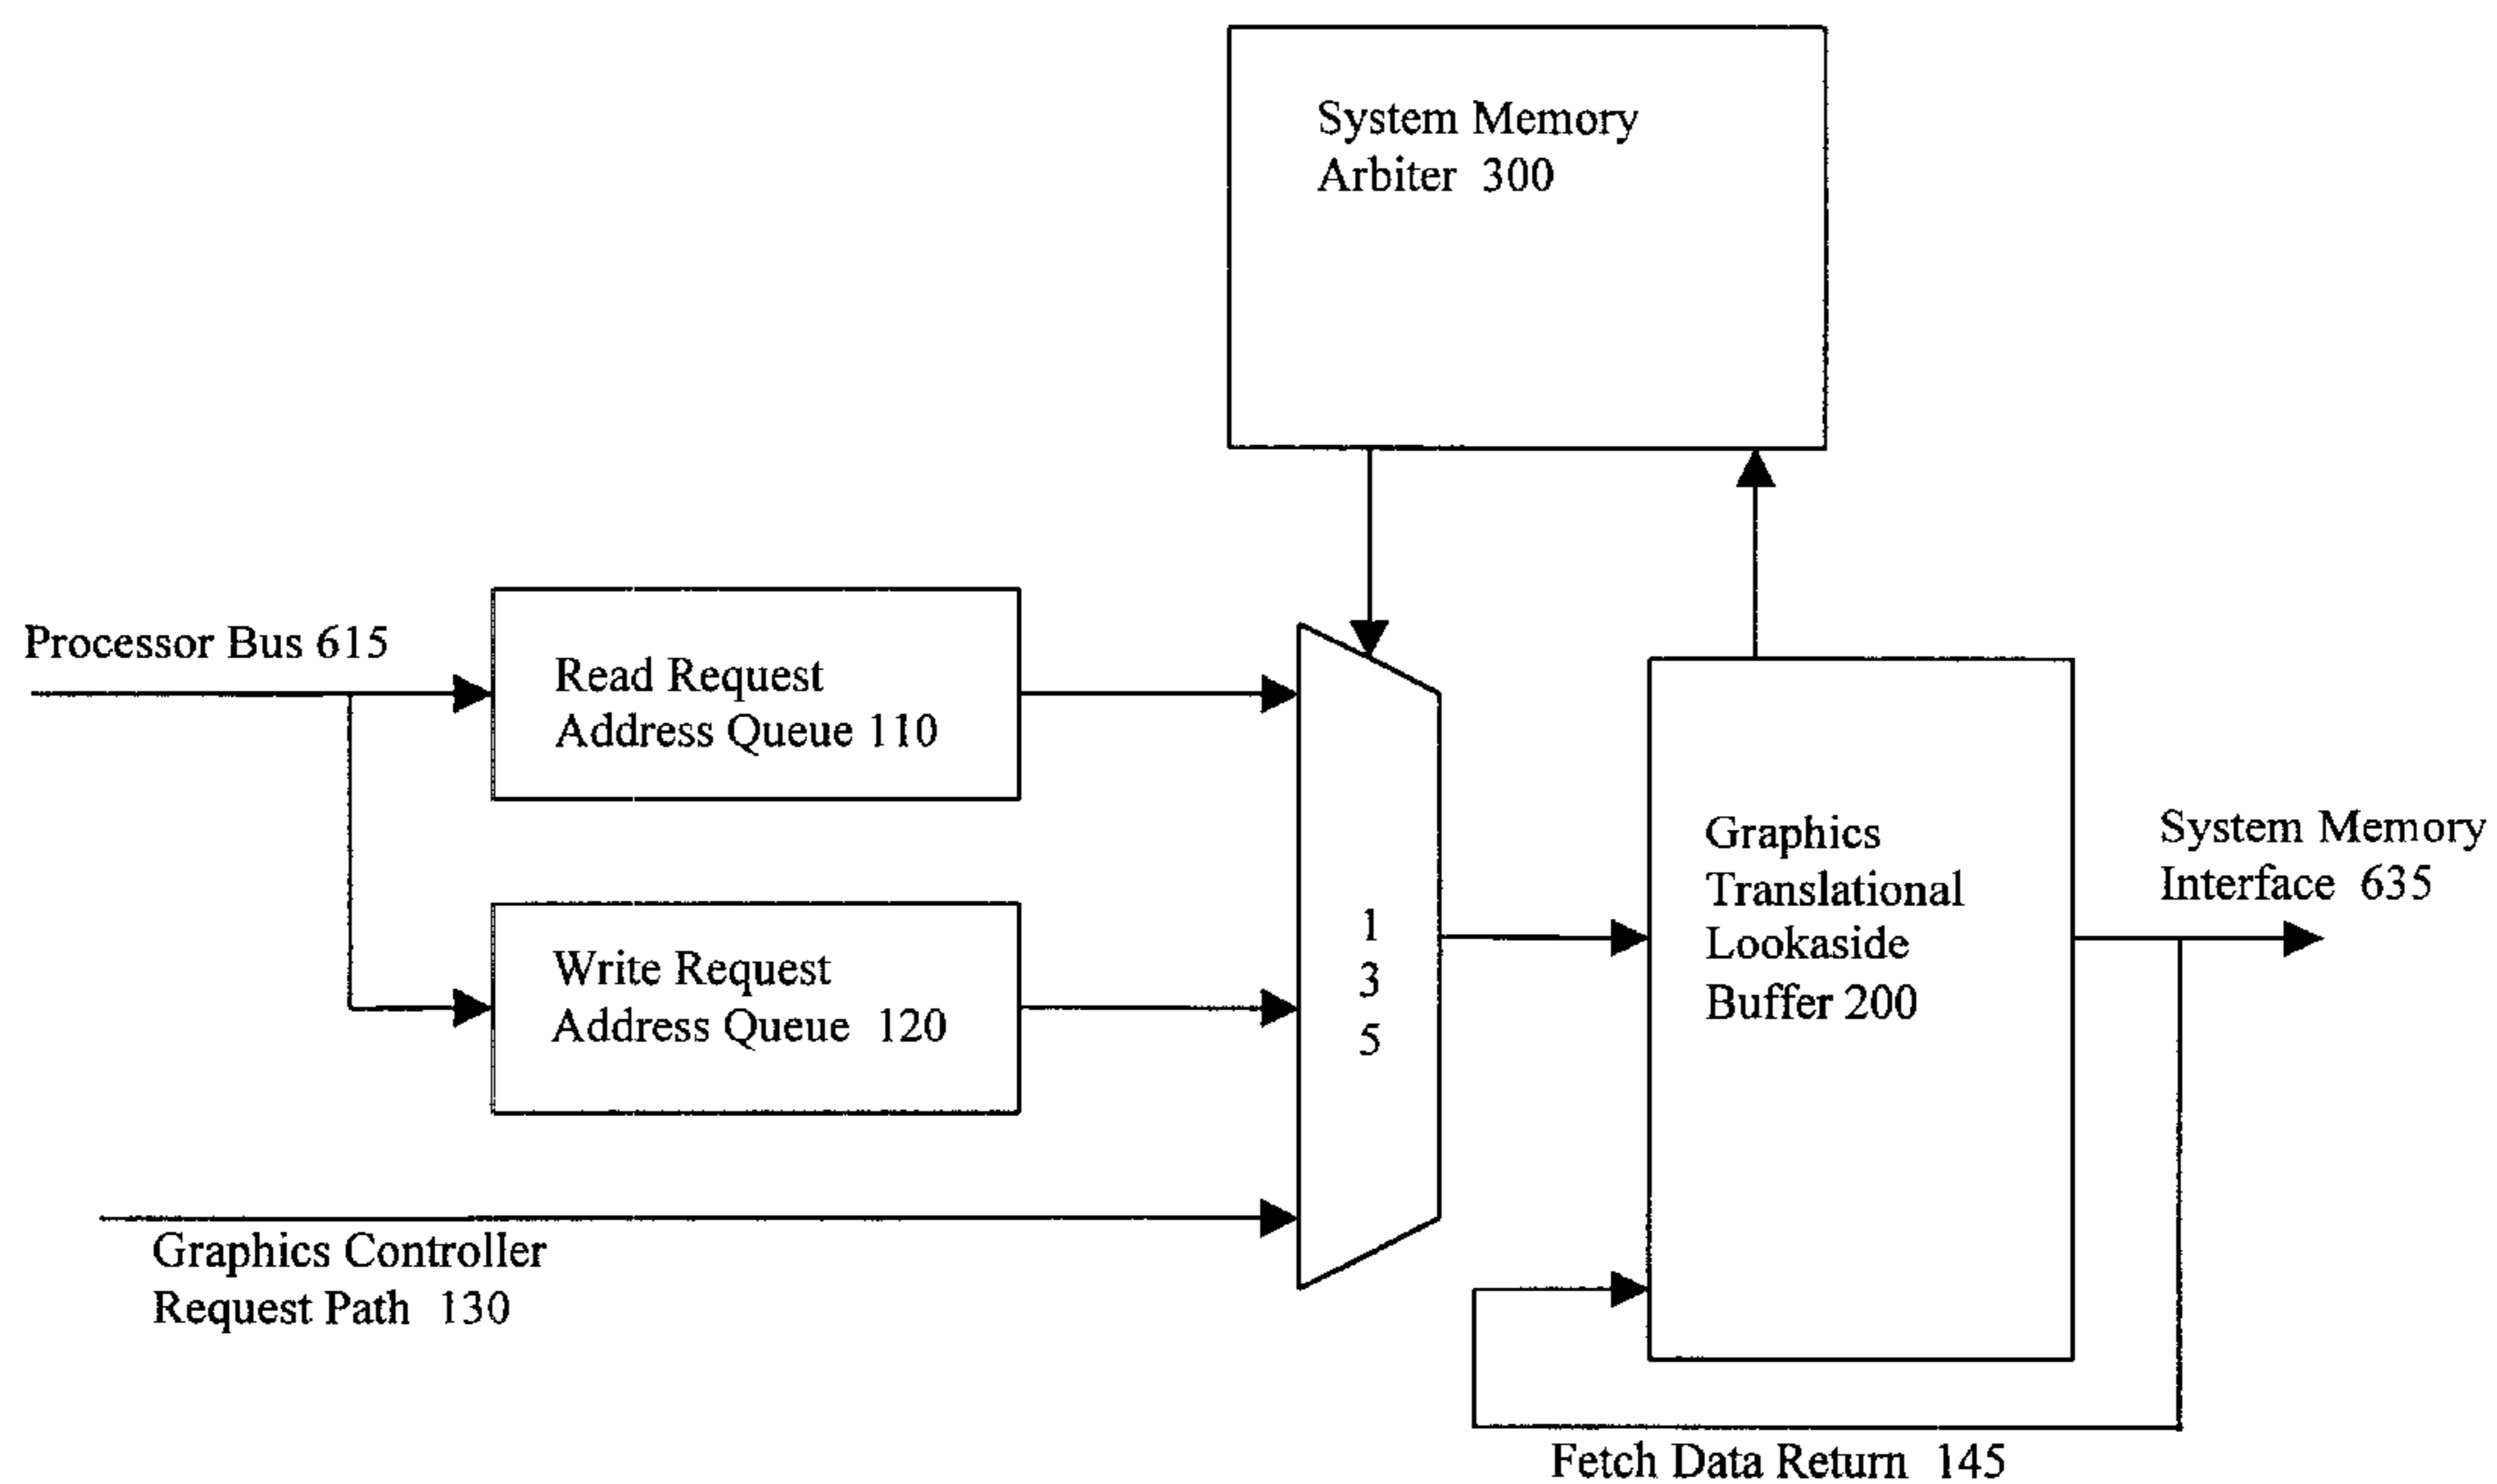 System Memory
Arbiter 300
Processor Bus 615
Read Request
Address Queue 110
Write Request
Address Queue 120
Graphics Controller
Request Path 130
1
3
5
Graphics
Translational
Lookaside
Buffer 200
System Memory
Interface 635
Fetch Data Return 145